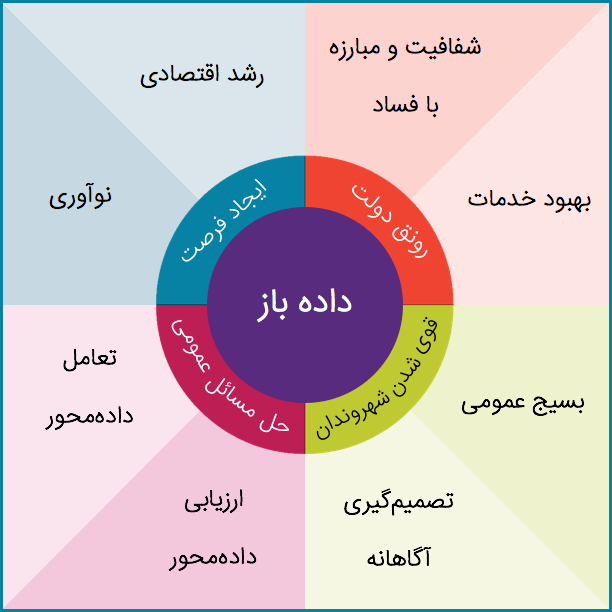 شفافیت و مبارزه
با فساد
رشد اقتصادی
بهبود خدمات
نوآوری
رونق دولت
ایجاد فرصت
داده باز
قوی شدن شهروندان
حل مسائل عمومی
بسیج عمومی
تعامل
داده‌محور
تصمیم‌گیری
آگاهانه
ارزیابی
داده‌محور